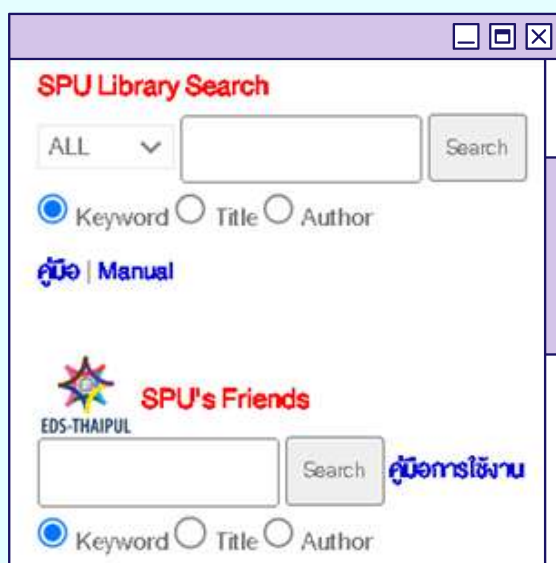 SPU Library Search
ALL Search
Keyword Title Author
คู่มือ | Manual
SPU's Friends
EDS-THAIPUL
Search คู่มือการใช้งาน
Keyword Title Author